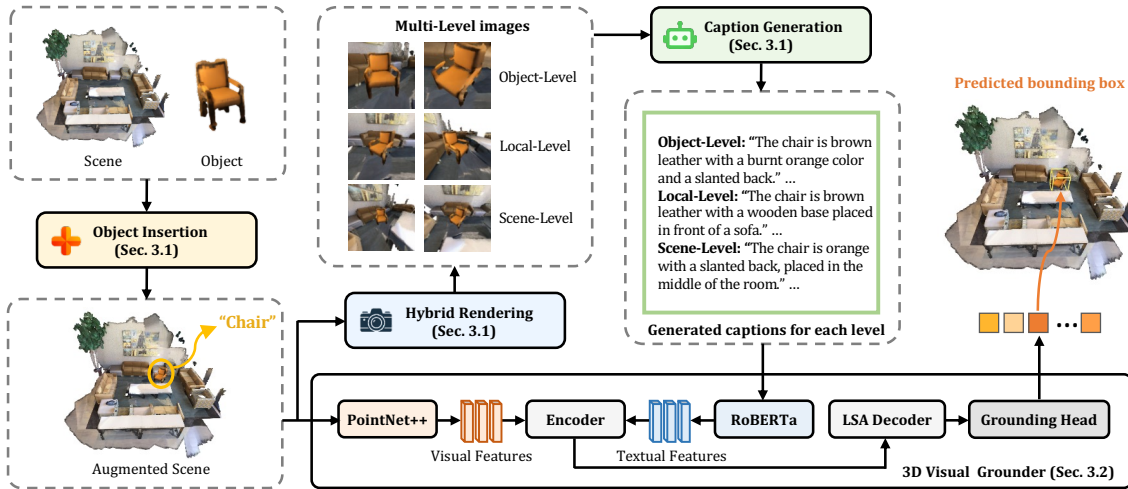 Scene
Object
Object Insertion
(Sec. 3.1)
“Chair”
Augmented Scene
Multi-Level images
Object-Level
Local-Level
Scene-Level
Hybrid Rendering
(Sec. 3.1)
Caption Generation
(Sec. 3.1)
Object-Level: “The chair is brown
leather with a burnt orange color
and a slanted back.” ...
Local-Level: “The chair is brown
leather with a wooden base placed
in front of a sofa.” ...
Scene-Level: “The chair is orange
with a slanted back, placed in the
middle of the room.” ...
Generated captions for each level
Predicted bounding box
PointNet++
Visual Features
Encoder
Textual Features
RoBERTa
LSA Decoder
Grounding Head
3D Visual Grounder (Sec. 3.2)